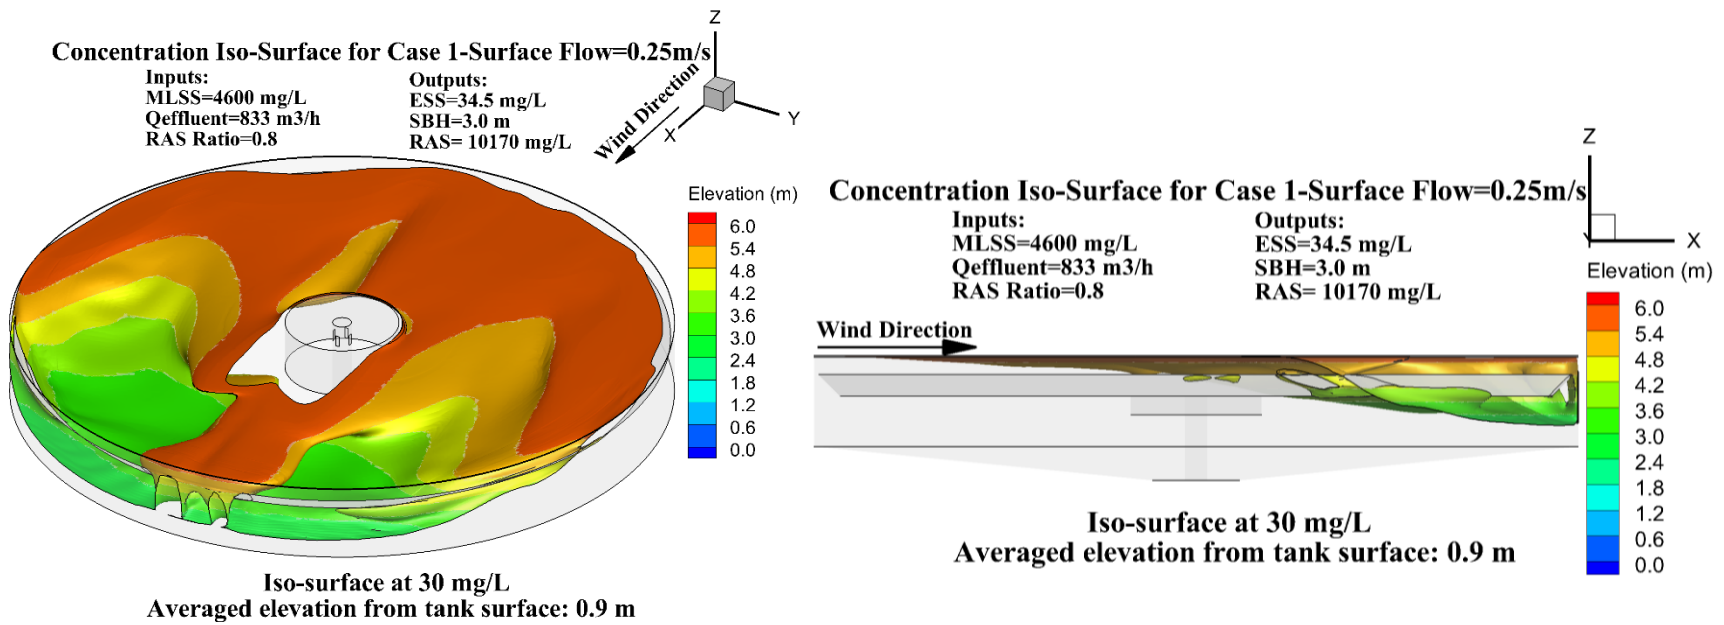 Z
Concentration Iso-Surface for Case 1-Surface Flow=0.25m/s
Inputs:
MLSS=4600 mg/L
Qeffluent=833 m3/h
RAS Ratio=0.8
Outputs:
ESS=34.5 mg/L
SBH=3.0 m
RAS= 10170 mg/L
Wind Direction
X
Y
Elevation (m)
6.0
5.4
4.8
4.2
3.6
3.0
2.4
1.8
1.2
0.6
0.0
Iso-surface at 30 mg/L
Averaged elevation from tank surface: 0.9 m
Z
Concentration Iso-Surface for Case 1-Surface Flow=0.25m/s
Inputs:
MLSS=4600 mg/L
Qeffluent=833 m3/h
RAS Ratio=0.8
Outputs:
ESS=34.5 mg/L
SBH=3.0 m
RAS= 10170 mg/L
Y
X
Elevation (m)
6.0
5.4
4.8
4.2
3.6
3.0
2.4
1.8
1.2
0.6
0.0
Wind Direction
Iso-surface at 30 mg/L
Averaged elevation from tank surface: 0.9 m